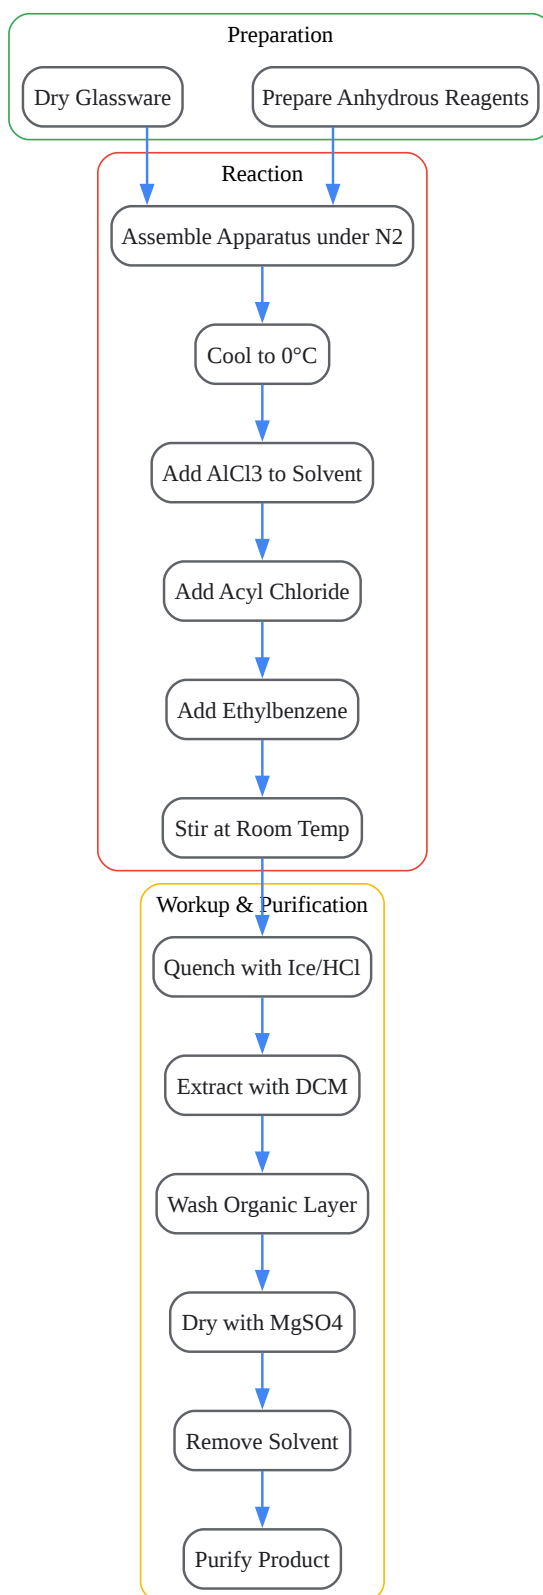 Preparation
Dry Glassware
Prepare Anhydrous Reagents
Reaction
Assemble Apparatus under N2
Cool to 0°C
Add AlCl3 to Solvent
Add Acyl Chloride
Add Ethylbenzene
Stir at Room Temp
Workup & Purification
Quench with Ice/HCl
Extract with DCM
Wash Organic Layer
Dry with MgSO4
Remove Solvent
Purify Product